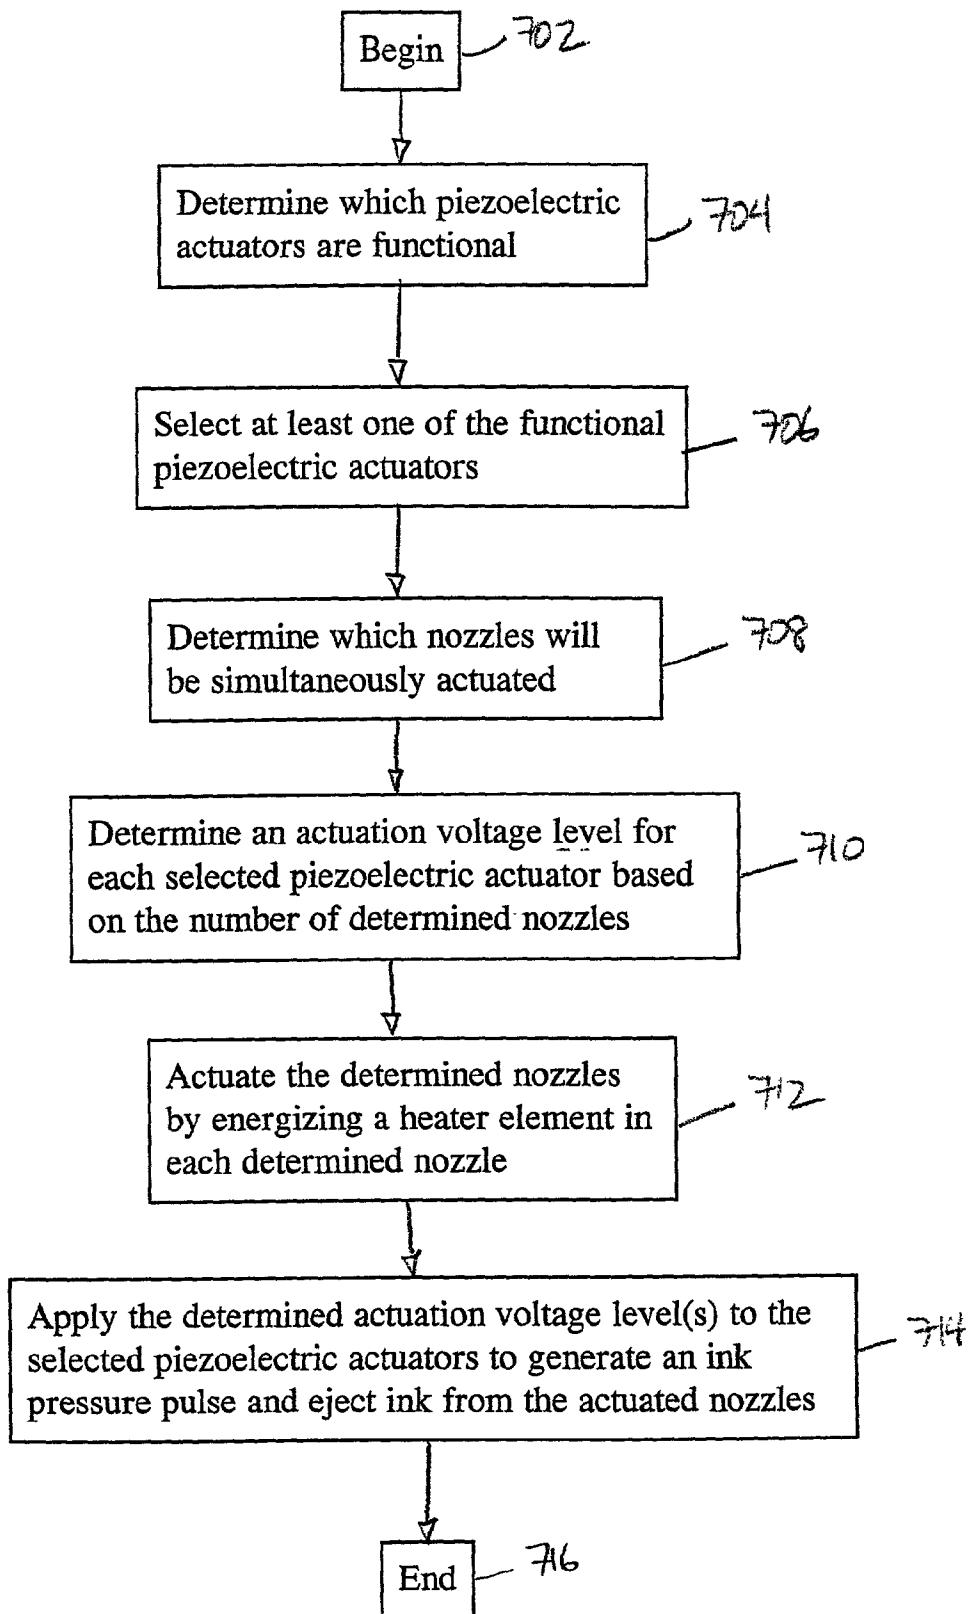 Begin 702
Determine which piezoelectric
actuators are functional
704
Select at least one of the functional
piezoelectric actuators
706
Determine which nozzles will
be simultaneously actuated
708
Determine an actuation voltage level for
each selected piezoelectric actuator based
on the number of determined nozzles
710
Actuate the determined nozzles
by energizing a heater element in
each determined nozzle
712
Apply the determined actuation voltage level(s) to the
selected piezoelectric actuators to generate an ink
pressure pulse and eject ink from the actuated nozzles
714
End 716